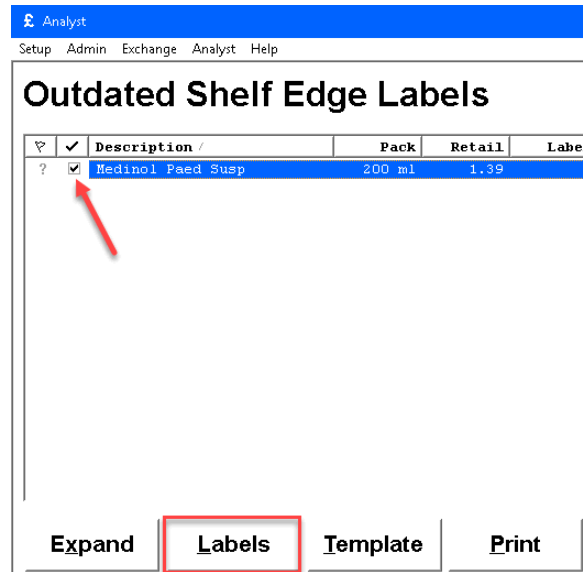 £ Analyst
Setup Admin Exchange Analyst Help
Outdated Shelf Edge Labels
Description / Pack Retail Labe
? Medinol Paed Susp 200 ml 1.39
Expand Labels Template Print